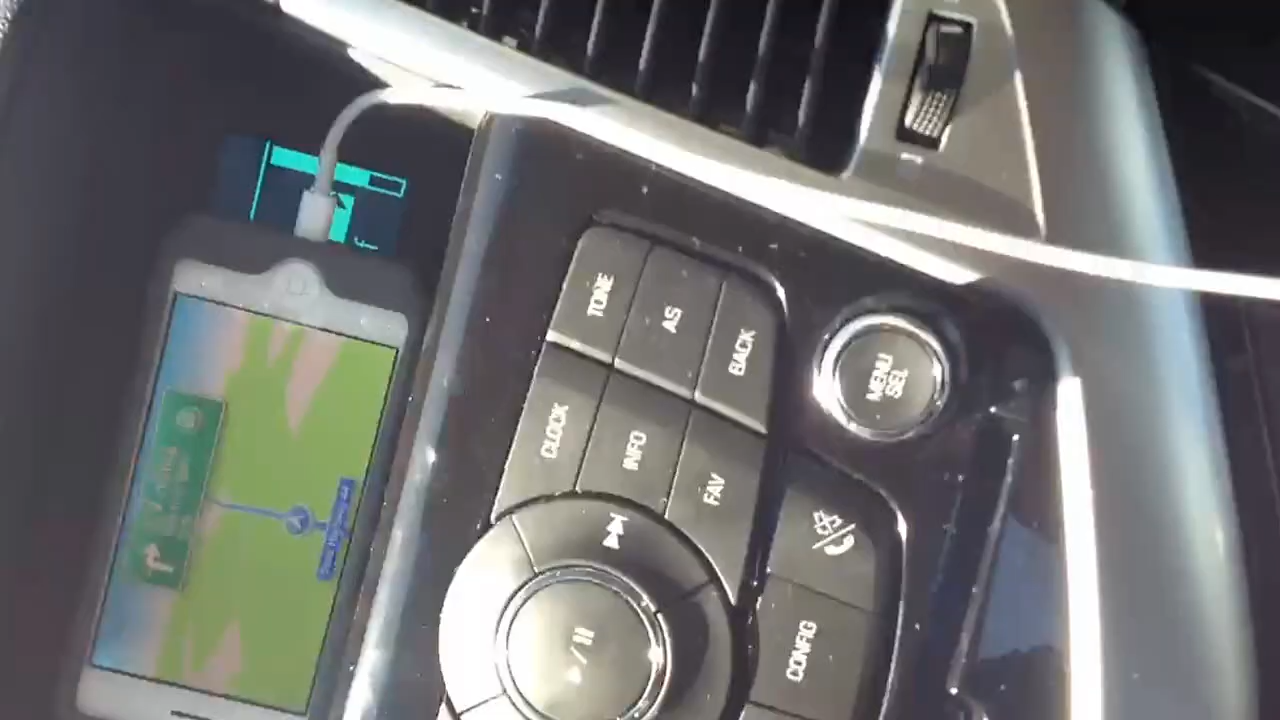 TONE
AS
BACK
CLOCK
INFO
FAV
MENU
SEL
CONFIG
f